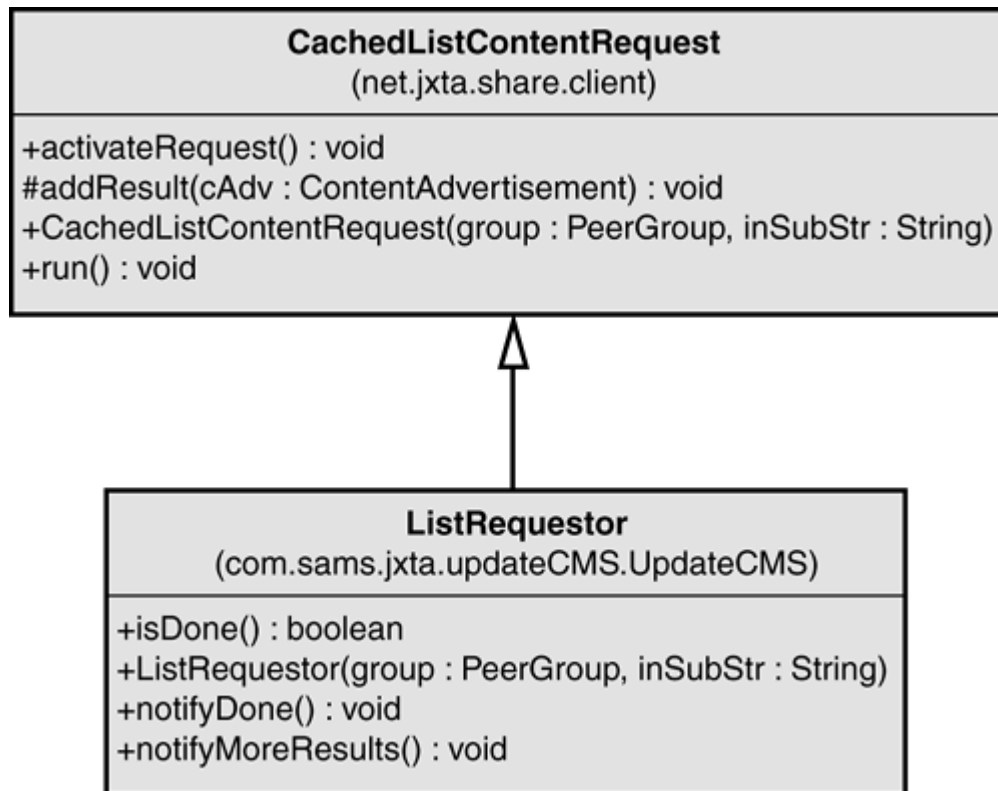 CachedListContentRequest
(net.jxta.share.client)
+activateRequest() : void
#addResult(cAdv : ContentAdvertisement) : void
+CachedListContentRequest(group : PeerGroup, inSubStr : String)
+run() : void
ListRequestor
(com.sams.jxta.updateCMS.UpdateCMS)
+isDone() : boolean
+ListRequestor(group : PeerGroup, inSubStr : String)
+notifyDone() : void
+notifyMoreResults() : void